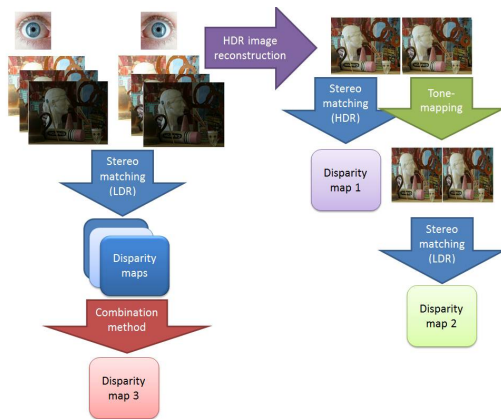 HDR image
reconstruction
Stereo
matching
(HDR)
Tone-
mapping
Stereo
matching
(LDR)
Disparity
map 1
Disparity
maps
Stereo
matching
(LDR)
Combination
method
Disparity
map 2
Disparity
map 3